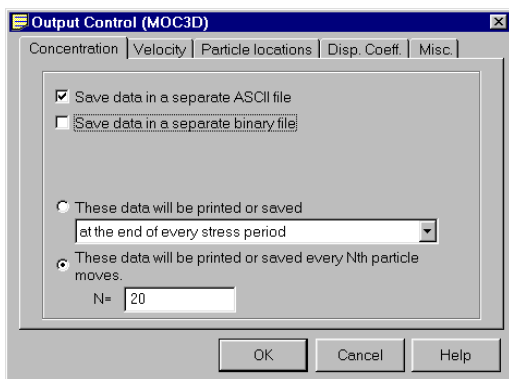 Output Control (MOC3D)
Concentration Velocity Particle locations Disp. Coeff. Misc.
Save data in a separate ASCII file
Save data in a separate binary file
These data will be printed or saved
at the end of every stress period
These data will be printed or saved every Nth particle
moves.
N= 20
OK Cancel Help